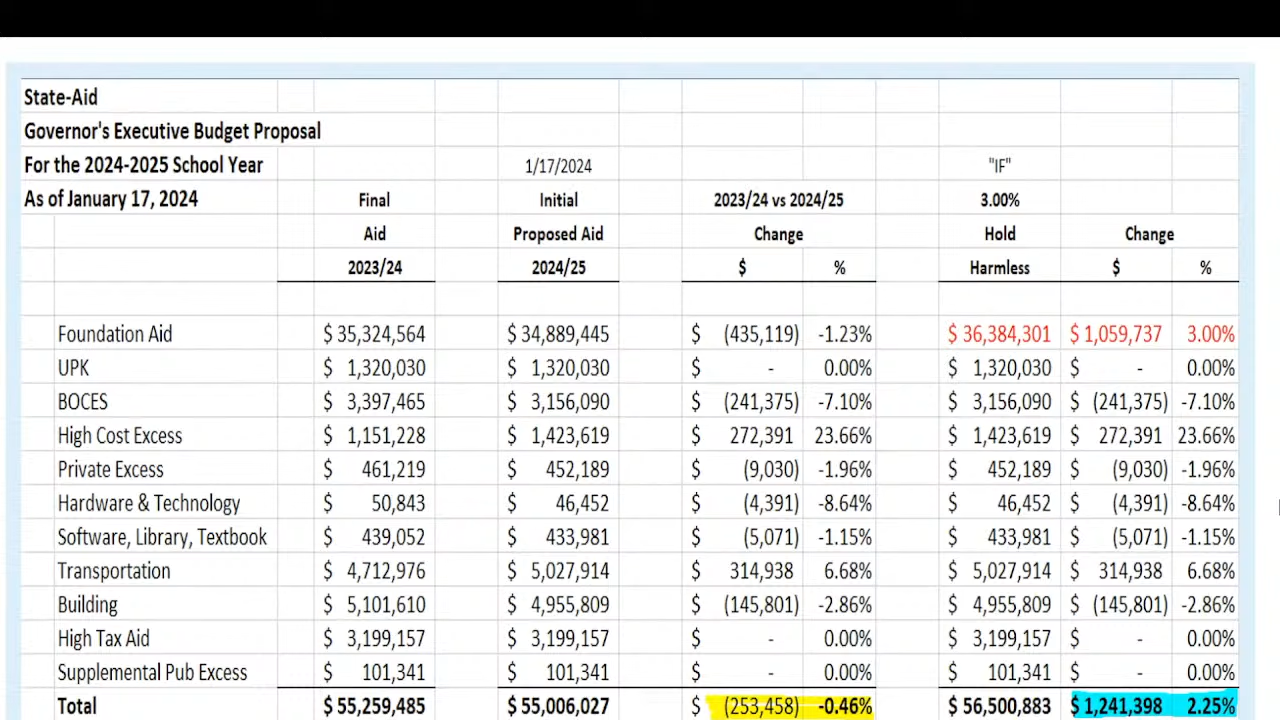 State-Aid
Governor's Executive Budget Proposal
For the 2024-2025 School Year 1/17/2024 "IF"
As of January 17, 2024 Final Initial 2023/24 vs 2024/25 3.00%
Aid Proposed Aid Change Hold Change
2023/24 2024/25 $ % Harmless $ %
Foundation Aid $ 35,324,564 $ 34,889,445 $ (435,119) -1.23% $ 36,384,301 $ 1,059,737 3.00%
UPK $ 1,320,030 $ 1,320,030 $ - 0.00% $ 1,320,030 $ - 0.00%
BOCES $ 3,397,465 $ 3,156,090 $ (241,375) -7.10% $ 3,156,090 $ (241,375) -7.10%
High Cost Excess $ 1,151,228 $ 1,423,619 $ 272,391 23.66% $ 1,423,619 $ 272,391 23.66%
Private Excess $ 461,219 $ 452,189 $ (9,030) -1.96% $ 452,189 $ (9,030) -1.96%
Hardware & Technology $ 50,843 $ 46,452 $ (4,391) -8.64% $ 46,452 $ (4,391) -8.64%
Software, Library, Textbook $ 439,052 $ 433,981 $ (5,071) -1.15% $ 433,981 $ (5,071) -1.15%
Transportation $ 4,712,976 $ 5,027,914 $ 314,938 6.68% $ 5,027,914 $ 314,938 6.68%
Building $ 5,101,610 $ 4,955,809 $ (145,801) -2.86% $ 4,955,809 $ (145,801) -2.86%
High Tax Aid $ 3,199,157 $ 3,199,157 $ - 0.00% $ 3,199,157 $ - 0.00%
Supplemental Pub Excess $ 101,341 $ 101,341 $ - 0.00% $ 101,341 $ - 0.00%
Total $ 55,259,485 $ 55,006,027 $ (253,458) -0.46% $ 56,500,883 $ 1,241,398 2.25%